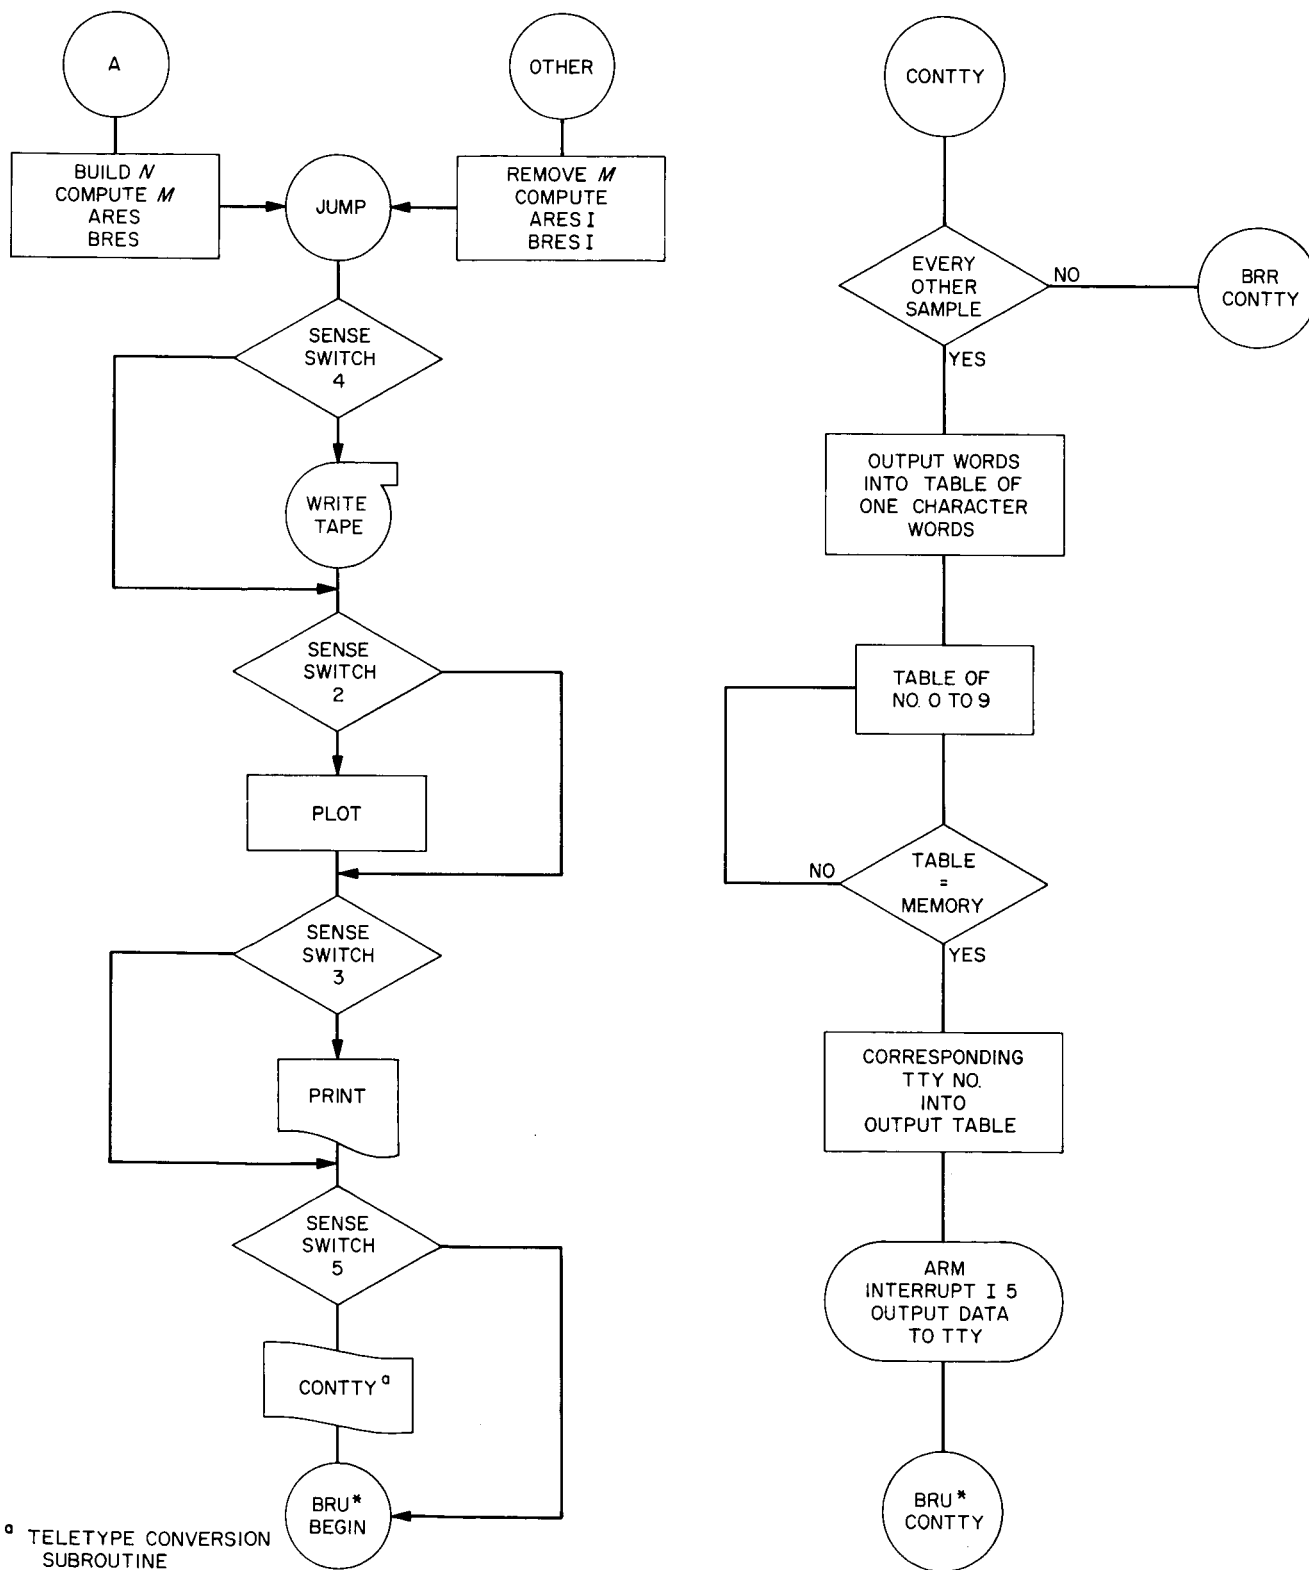 A
BUILD N
COMPUTE M
ARES
BRES
JUMP
OTHER
REMOVE M
COMPUTE
ARES I
BRES I
SENSE
SWITCH
4
WRITE
TAPE
SENSE
SWITCH
2
PLOT
SENSE
SWITCH
3
PRINT
SENSE
SWITCH
5
CONTTY a
BRU*
BEGIN
a TELETYPE CONVERSION
SUBROUTINE
CONTTY
EVERY
OTHER
SAMPLE
NO
BRR
CONTTY
YES
OUTPUT WORDS
INTO TABLE OF
ONE CHARACTER
WORDS
TABLE OF
NO. 0 TO 9
TABLE
=
MEMORY
NO
YES
CORRESPONDING
TTY NO.
INTO
OUTPUT TABLE
ARM
INTERRUPT I 5
OUTPUT DATA
TO TTY
BRU*
CONTTY